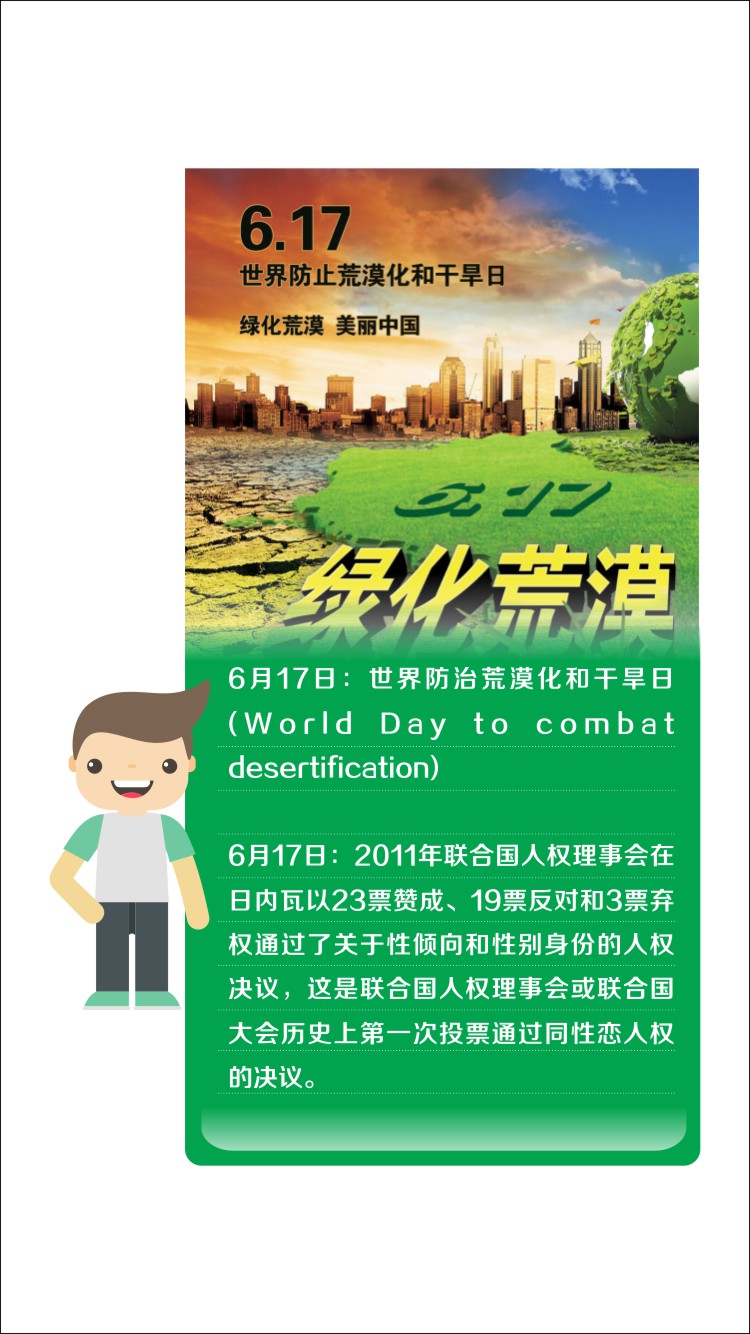 6.17
世界防止荒漠化和干旱日
绿化荒漠 美丽中国
6.17
绿化荒漠
6月17日：世界防治荒漠化和干旱日
(World Day to combat
desertification)
6月17日：2011年联合国人权理事会在
日内瓦以23票赞成、19票反对和3票弃
权通过了关于性倾向和性别身份的人权
决议，这是联合国人权理事会或联合国
大会历史上第一次投票通过同性恋人权
的决议。